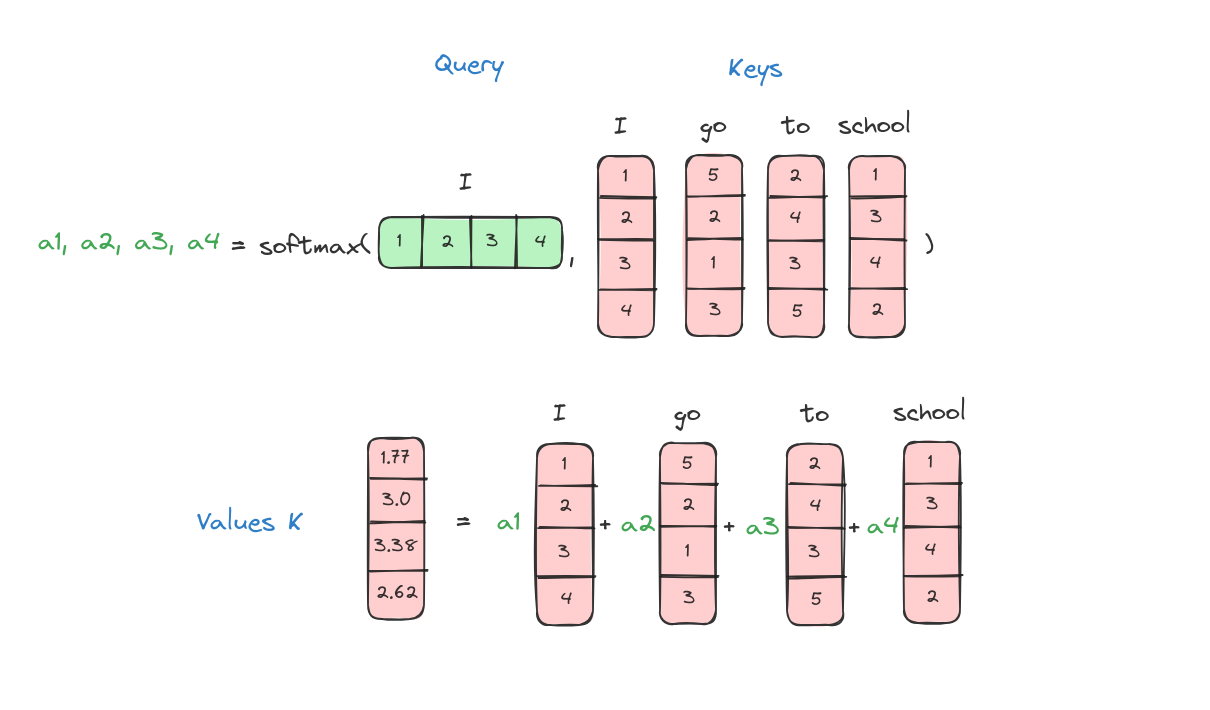 Query Keys
I go to school
I
a1, a2, a3, a4 = softmax( 1 2 3 4 , )
1 5 2 1
2 2 4 3
3 1 3 4
4 3 5 2
I go to school
1.77 1 5 2 1
3.0 2 2 4 3
Values K = a1 + a2 + a3 + a4
3.38 3 1 3 4
2.62 4 3 5 2